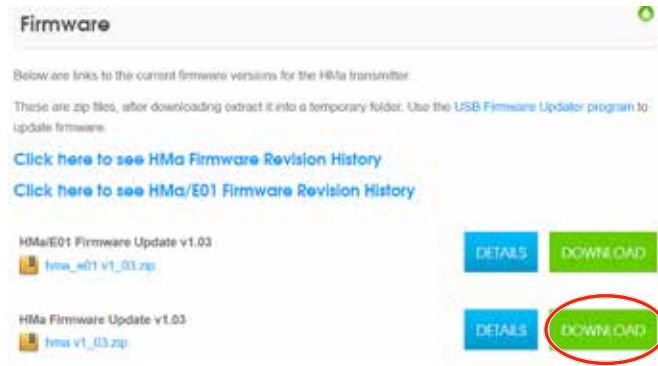 Firmware
Below are links to the current firmware versions for the HMa transmitter.
These are zip files, after downloading extract it into a temporary folder. Use the USB Firmware Updater program to
update firmware.
Click here to see HMa Firmware Revision History
Click here to see HMa/E01 Firmware Revision History
HMa/E01 Firmware Update v1.03
DETAILS DOWNLOAD
hma_e01 v1_03.zip
HMa Firmware Update v1.03
DETAILS DOWNLOAD
hma v1_03.zip